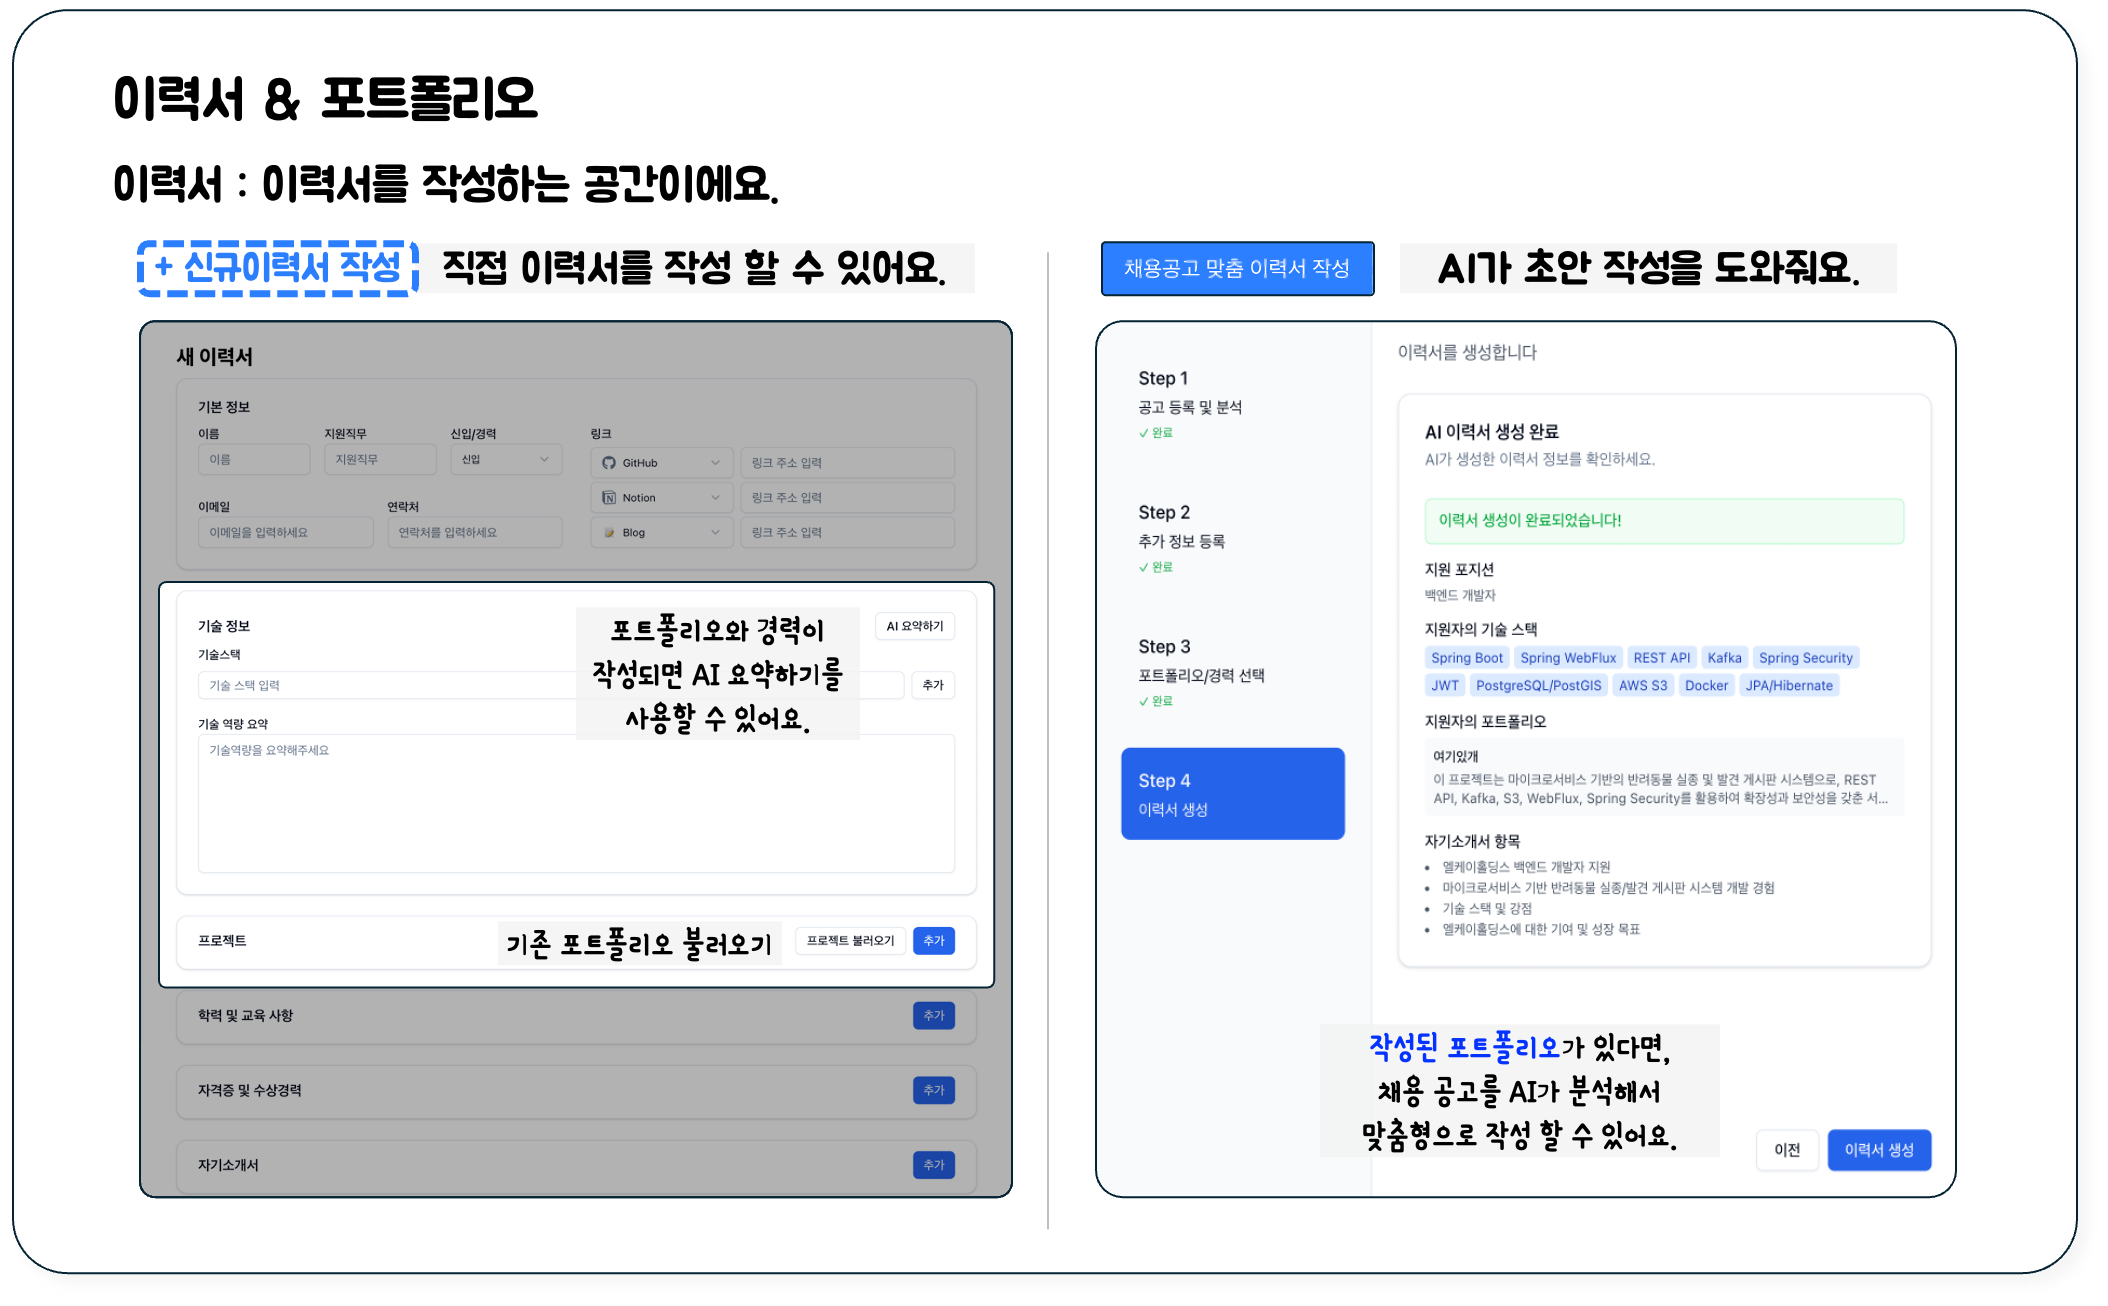 이력서 & 포트폴리오
이력서 : 이력서를 작성하는 공간이에요.
+ 신규이력서 작성
직접 이력서를 작성 할 수 있어요.
새 이력서
기본 정보
이름
지원직무
신입/경력
링크
이름
지원직무
신입
GitHub
링크 주소 입력
Notion
링크 주소 입력
이메일
연락처
이메일을 입력하세요
연락처를 입력하세요
Blog
링크 주소 입력
기술 정보
AI 요약하기
기술스택
기술 스택 입력
추가
포트폴리오와 경력이
작성되면 AI 요약하기를
사용할 수 있어요.
기술 역량 요약
기술역량을 요약해주세요
프로젝트
기존 포트폴리오 불러오기
프로젝트 불러오기
추가
학력 및 교육 사항
추가
자격증 및 수상경력
추가
자기소개서
추가
채용공고 맞춤 이력서 작성
AI가 초안 작성을 도와줘요.
Step 1
공고 등록 및 분석
✓ 완료
Step 2
추가 정보 등록
✓ 완료
Step 3
포트폴리오/경력 선택
✓ 완료
Step 4
이력서 생성
이력서를 생성합니다
AI 이력서 생성 완료
AI가 생성한 이력서 정보를 확인하세요.
이력서 생성이 완료되었습니다!
지원 포지션
백엔드 개발자
지원자의 기술 스택
Spring Boot Spring WebFlux REST API Kafka Spring Security
JWT PostgreSQL/PostGIS AWS S3 Docker JPA/Hibernate
지원자의 포트폴리오
여기있개
이 프로젝트는 마이크로서비스 기반의 반려동물 실종 및 발견 게시판 시스템으로, REST
API, Kafka, S3, WebFlux, Spring Security를 활용하여 확장성과 보안성을 갖춘 서...
자기소개서 항목
• 엘케이홀딩스 백엔드 개발자 지원
• 마이크로서비스 기반 반려동물 실종/발견 게시판 시스템 개발 경험
• 기술 스택 및 강점
• 엘케이홀딩스에 대한 기여 및 성장 목표
작성된 포트폴리오가 있다면,
채용 공고를 AI가 분석해서
맞춤형으로 작성 할 수 있어요.
이전
이력서 생성